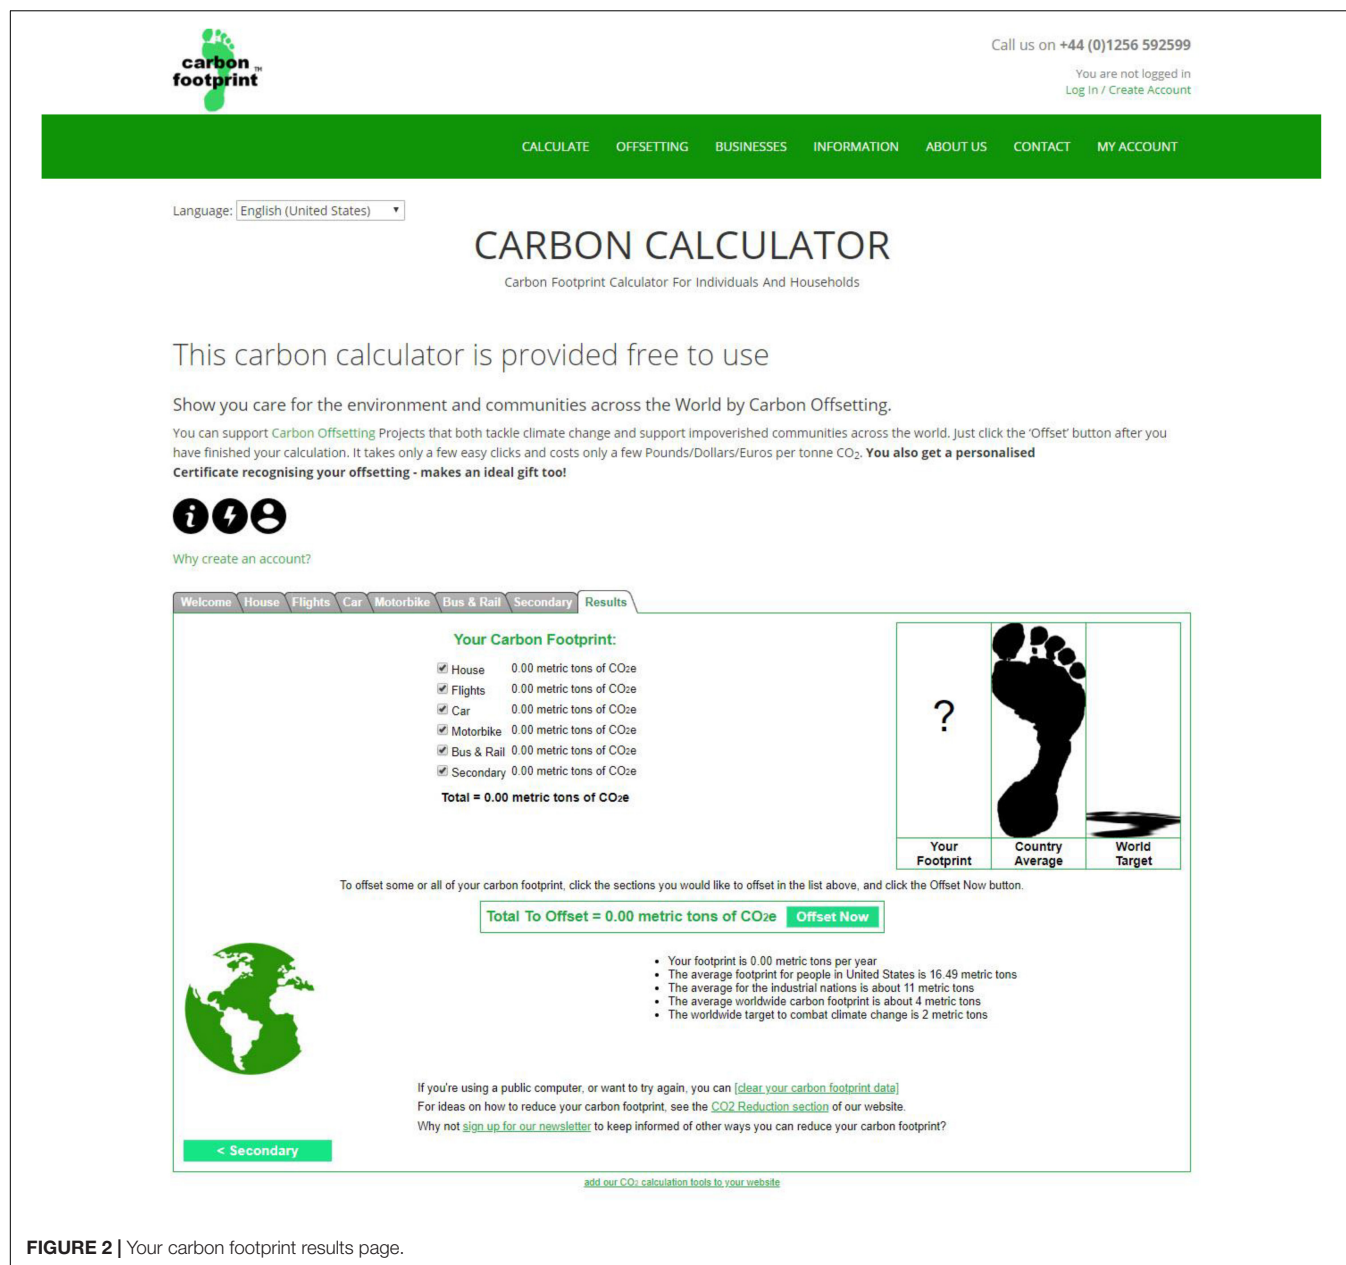 carbon
footprint™
Call us on +44 (0)1256 592599
You are not logged in
Log In / Create Account
CALCULATE OFFSETTING BUSINESSES INFORMATION ABOUT US CONTACT MY ACCOUNT
Language: English (United States)
CARBON CALCULATOR
Carbon Footprint Calculator For Individuals And Households
This carbon calculator is provided free to use
Show you care for the environment and communities across the World by Carbon Offsetting.
You can support Carbon Offsetting Projects that both tackle climate change and support impoverished communities across the world. Just click the 'Offset' button after you
have finished your calculation. It takes only a few easy clicks and costs only a few Pounds/Dollars/Euros per tonne CO₂. You also get a personalised
Certificate recognising your offsetting - makes an ideal gift too!
Why create an account?
Welcome House Flights Car Motorbike Bus & Rail Secondary Results
Your Carbon Footprint:
House 0.00 metric tons of CO2e
Flights 0.00 metric tons of CO2e
Car 0.00 metric tons of CO2e
Motorbike 0.00 metric tons of CO2e
Bus & Rail 0.00 metric tons of CO2e
Secondary 0.00 metric tons of CO2e
Total = 0.00 metric tons of CO2e
?
Your Country World
Footprint Average Target
To offset some or all of your carbon footprint, click the sections you would like to offset in the list above, and click the Offset Now button.
Total To Offset = 0.00 metric tons of CO2e Offset Now
• Your footprint is 0.00 metric tons per year
• The average footprint for people in United States is 16.49 metric tons
• The average for the industrial nations is about 11 metric tons
• The average worldwide carbon footprint is about 4 metric tons
• The worldwide target to combat climate change is 2 metric tons
If you're using a public computer, or want to try again, you can [clear your carbon footprint data]
For ideas on how to reduce your carbon footprint, see the CO2 Reduction section of our website.
Why not sign up for our newsletter to keep informed of other ways you can reduce your carbon footprint?
< Secondary
add our CO2 calculation tools to your website
FIGURE 2 | Your carbon footprint results page.